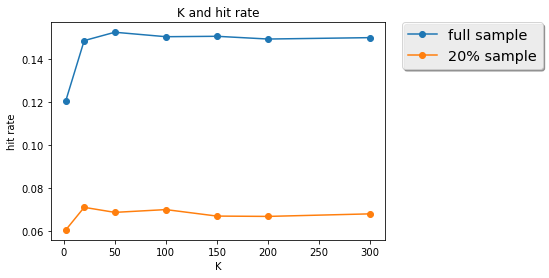 K and hit rate
full sample
20% sample
hit rate
0.14
0.12
0.10
0.08
0.06
0 50 100 150 200 250 300
K